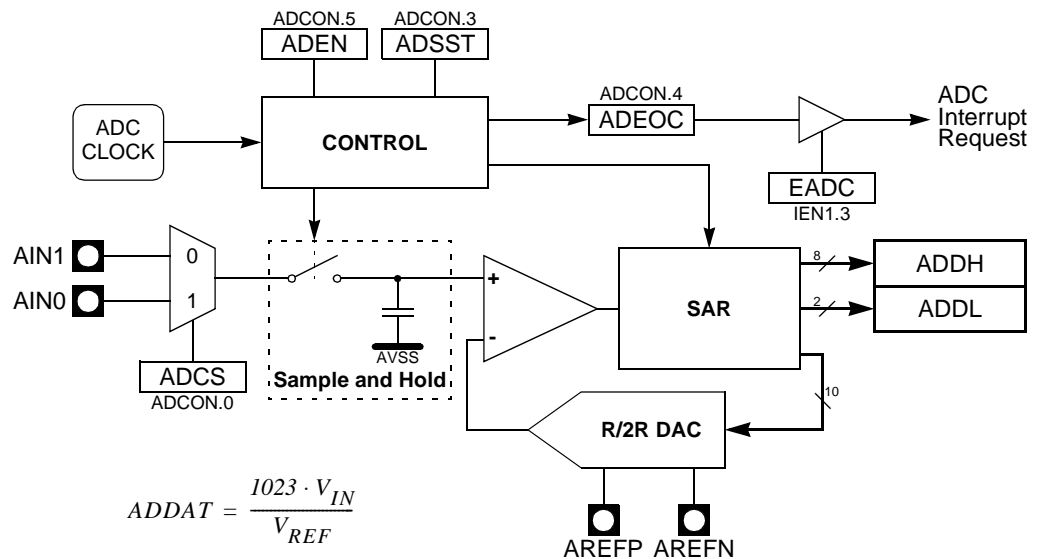 ADCON.5
ADEN
ADCON.3
ADSST
ADC
CLOCK
CONTROL
ADCON.4
ADEOC
ADC
Interrupt
Request
EADC
IEN1.3
AIN1
AIN0
0
1
ADCS
ADCON.0
AVSS
Sample and Hold
+
-
SAR
8
ADDH
2
ADDL
10
R/2R DAC
AREFP
AREFN
ADDAT = 1023 · V_IN / V_REF